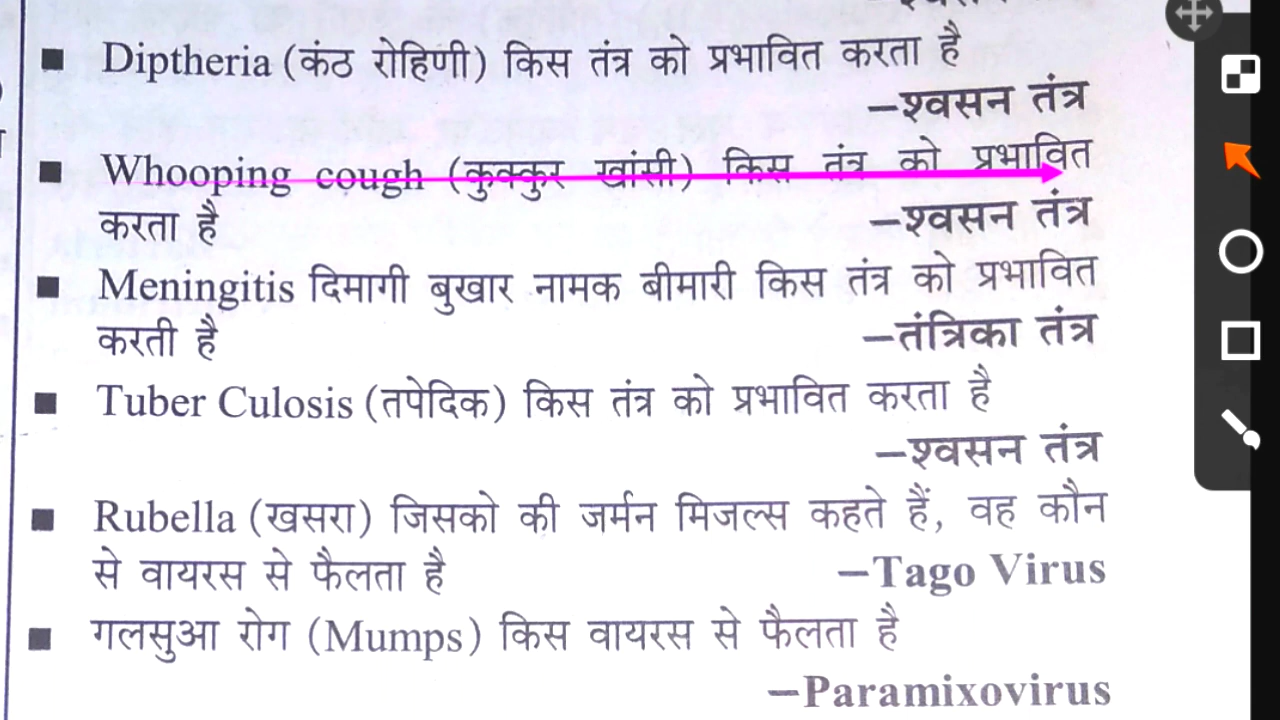 ■ Diptheria (कंठ रोहिणी) किस तंत्र को प्रभावित करता है
–श्वसन तंत्र
■ Whooping cough (कुक्कुर खांसी) किस तंत्र को प्रभावित
करता है –श्वसन तंत्र
■ Meningitis दिमागी बुखार नामक बीमारी किस तंत्र को प्रभावित
करती है –तंत्रिका तंत्र
■ Tuber Culosis (तपेदिक) किस तंत्र को प्रभावित करता है
–श्वसन तंत्र
■ Rubella (खसरा) जिसको की जर्मन मिजल्स कहते हैं, वह कौन
से वायरस से फैलता है –Tago Virus
■ गलसुआ रोग (Mumps) किस वायरस से फैलता है
–Paramixovirus